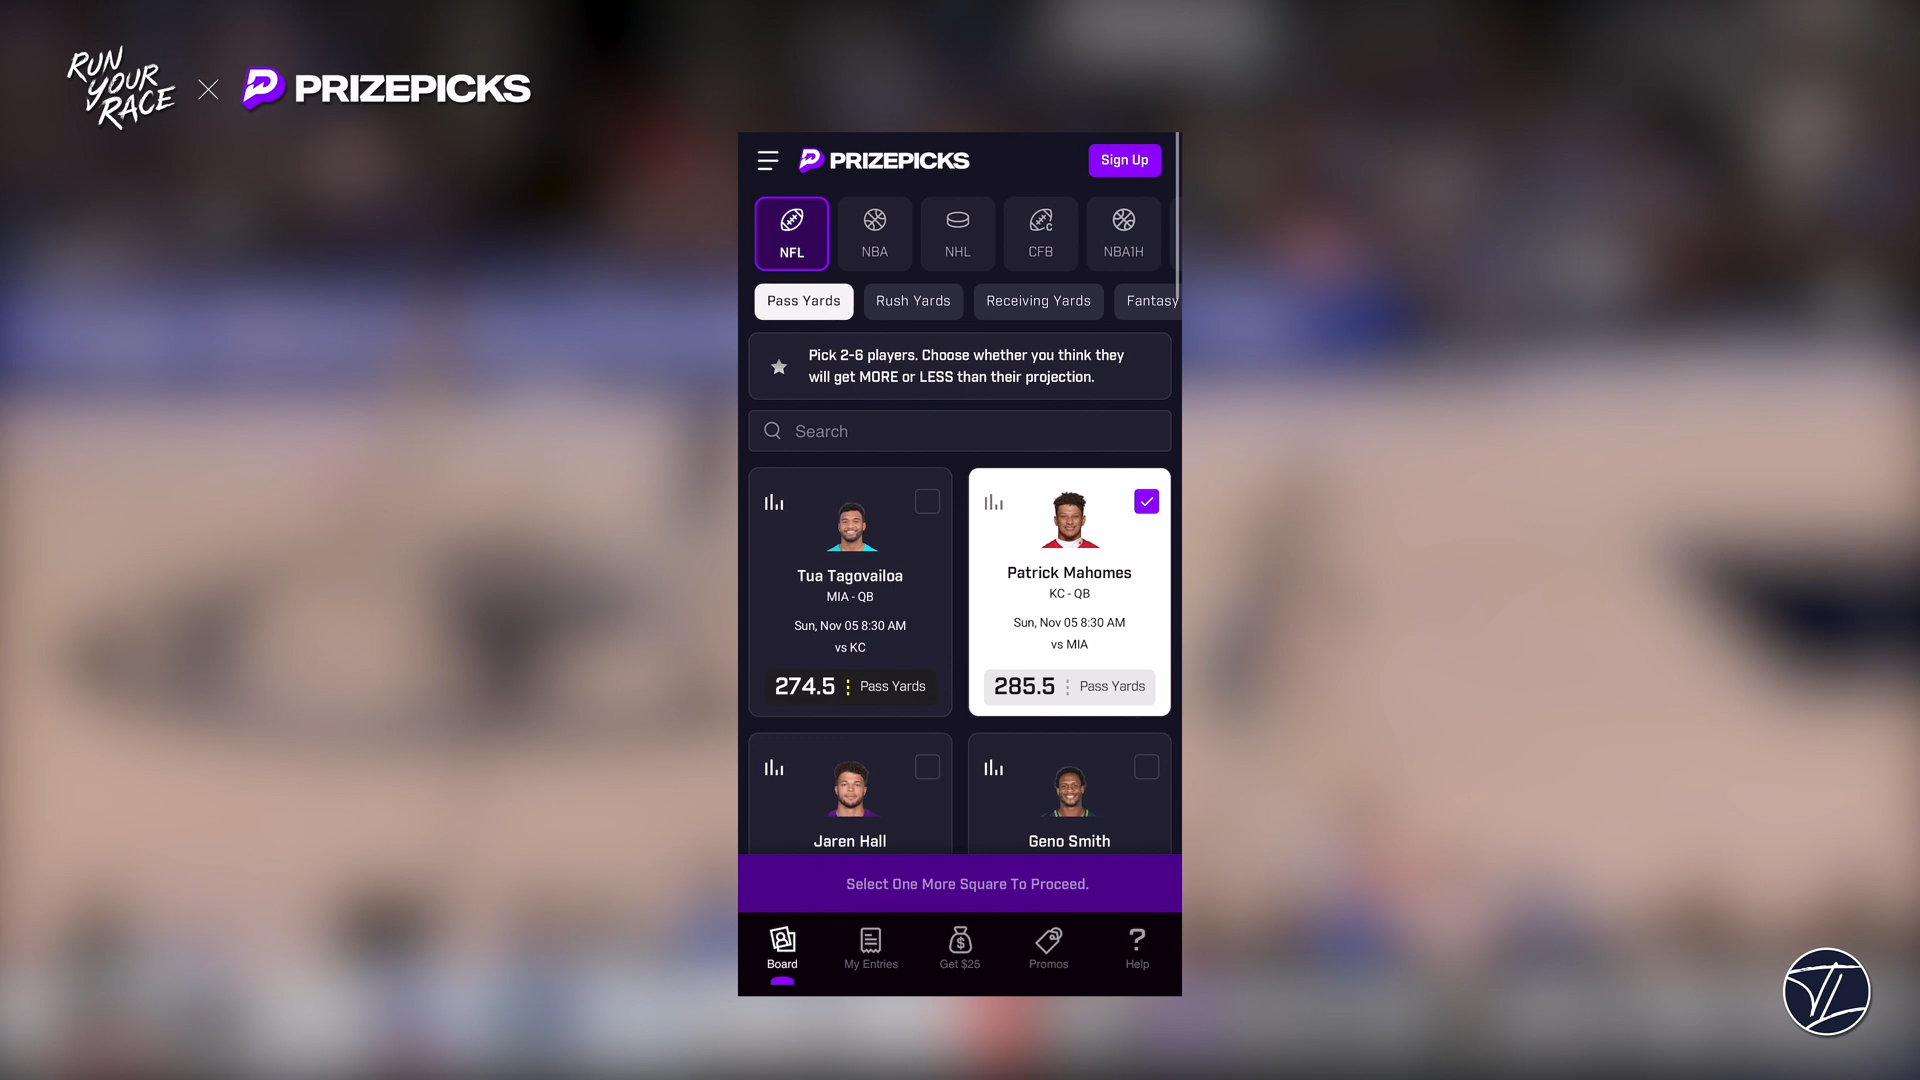 RUN
YOUR
RACE
PRIZEPICKS
PRIZEPICKS
Sign Up
NFL
NBA
NHL
CFB
NBA1H
Pass Yards
Rush Yards
Receiving Yards
Fantasy
Pick 2-6 players. Choose whether you think they
will get MORE or LESS than their projection.
Search
Tua Tagovailoa
MIA - QB
Sun, Nov 05 8:30 AM
vs KC
274.5 Pass Yards
Patrick Mahomes
KC - QB
Sun, Nov 05 8:30 AM
vs MIA
285.5 Pass Yards
Jaren Hall
Geno Smith
Select One More Square To Proceed.
Board
My Entries
Get $25
Promos
Help
TL